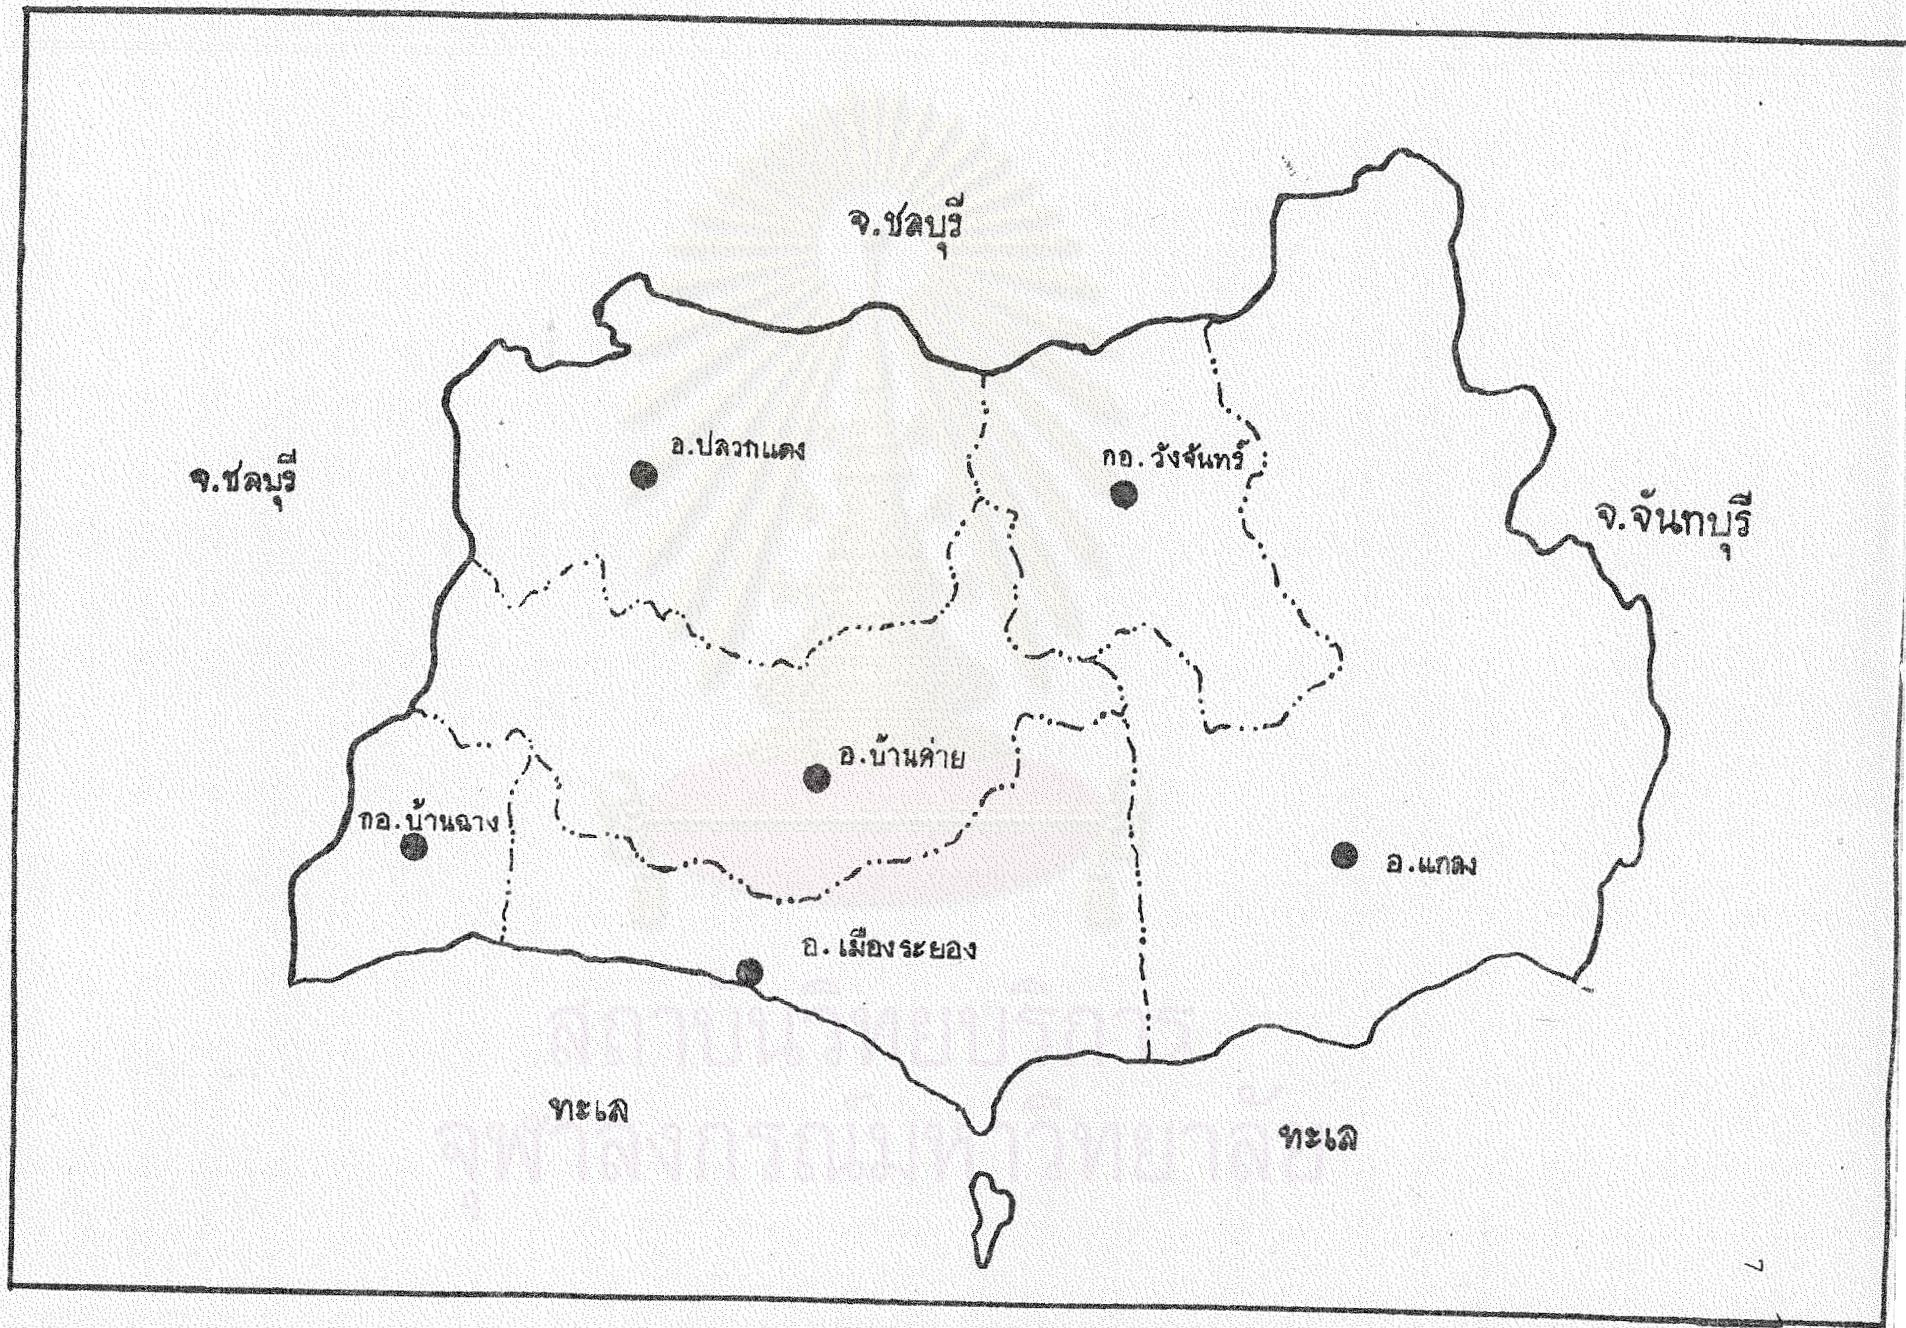 จ.ชลบุรี
จ.ชลบุรี
อ.ปลวกแดง
กอ.วังจันทร์
จ.จันทบุรี
อ.บ้านค่าย
กอ.บ้านฉาง
อ.แกลง
อ.เมืองระยอง
ทะเล
ทะเล